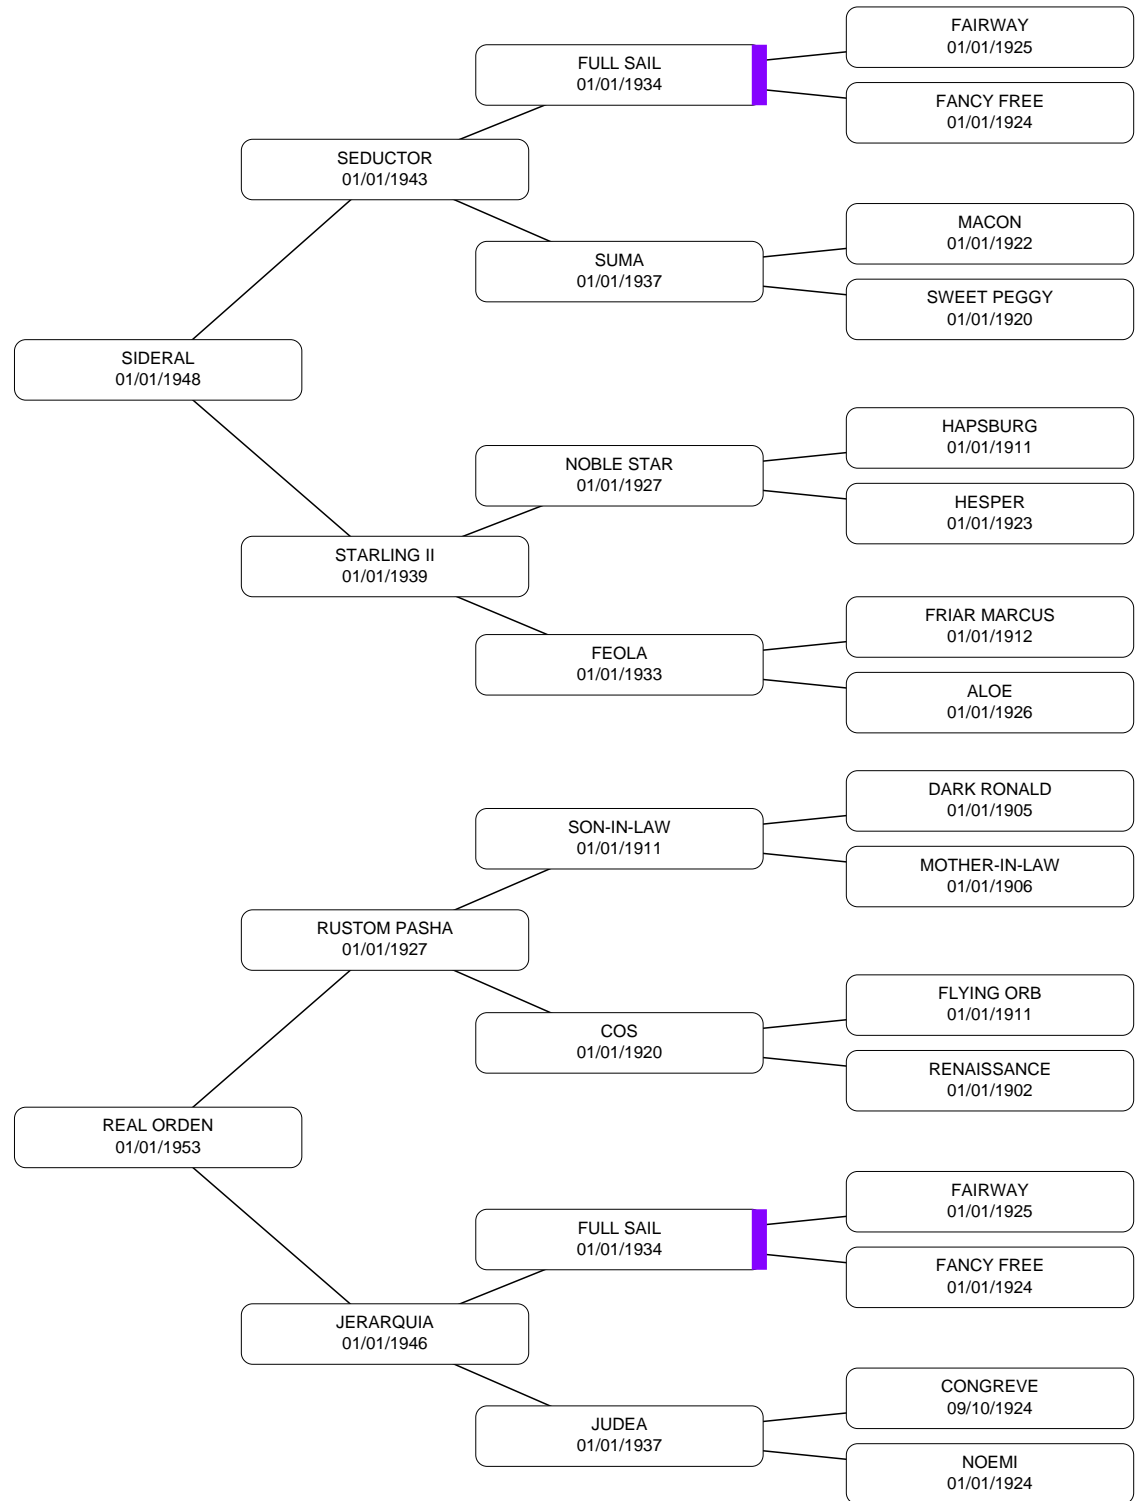 FAIRWAY
01/01/1925
FULL SAIL
01/01/1934
FANCY FREE
01/01/1924
SEDUCTOR
01/01/1943
MACON
01/01/1922
SUMA
01/01/1937
SWEET PEGGY
01/01/1920
SIDERAL
01/01/1948
HAPSBURG
01/01/1911
NOBLE STAR
01/01/1927
HESPER
01/01/1923
STARLING II
01/01/1939
FRIAR MARCUS
01/01/1912
FEOLA
01/01/1933
ALOE
01/01/1926
DARK RONALD
01/01/1905
SON-IN-LAW
01/01/1911
MOTHER-IN-LAW
01/01/1906
RUSTOM PASHA
01/01/1927
FLYING ORB
01/01/1911
COS
01/01/1920
RENAISSANCE
01/01/1902
REAL ORDEN
01/01/1953
FAIRWAY
01/01/1925
FULL SAIL
01/01/1934
FANCY FREE
01/01/1924
JERARQUIA
01/01/1946
CONGREVE
09/10/1924
JUDEA
01/01/1937
NOEMI
01/01/1924